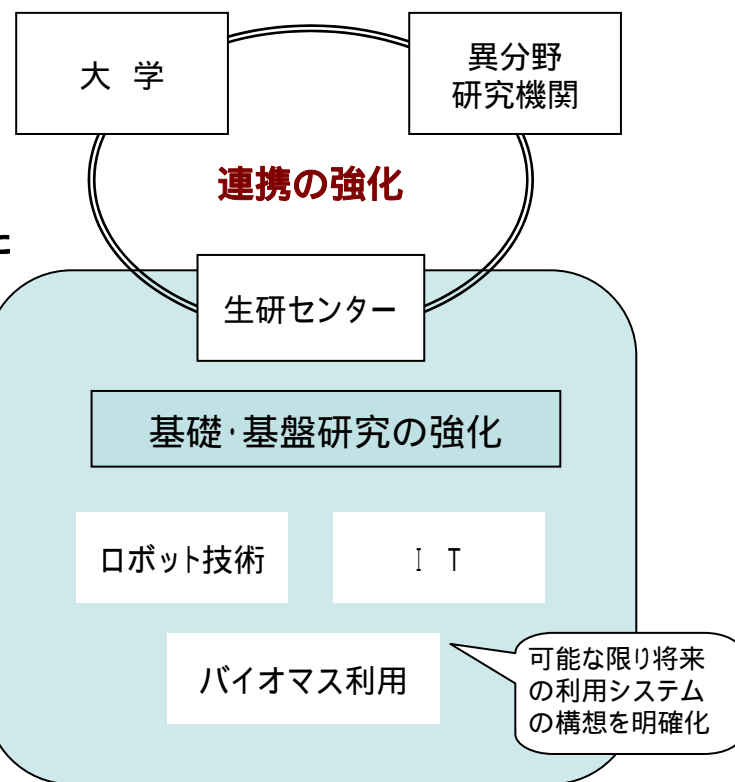 大 学
異分野
研究機関
連携の強化
に
生研センター
基礎・基盤研究の強化
ロボット技術
I T
バイオマス利用
可能な限り将来
の利用システム
の構想を明確化